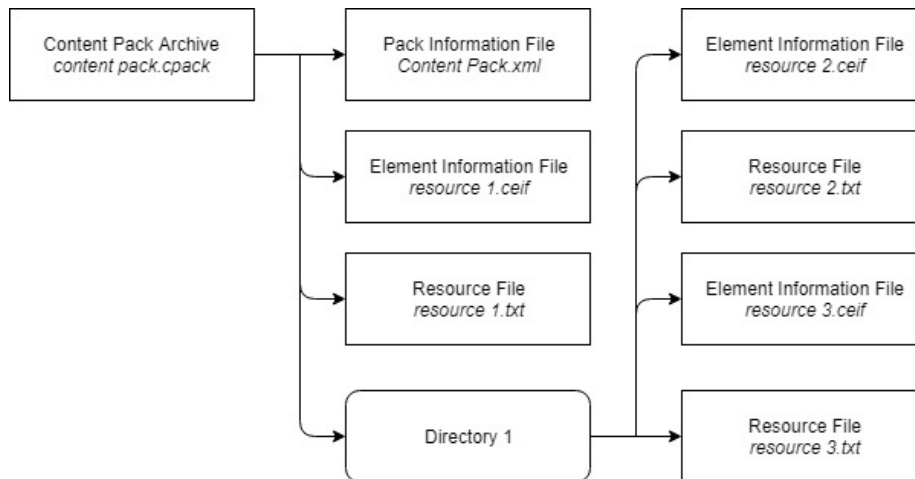 Content Pack Archive
content pack.cpack
Pack Information File
Content Pack.xml
Element Information File
resource 1.ceif
Resource File
resource 1.txt
Directory 1
Element Information File
resource 2.ceif
Resource File
resource 2.txt
Element Information File
resource 3.ceif
Resource File
resource 3.txt